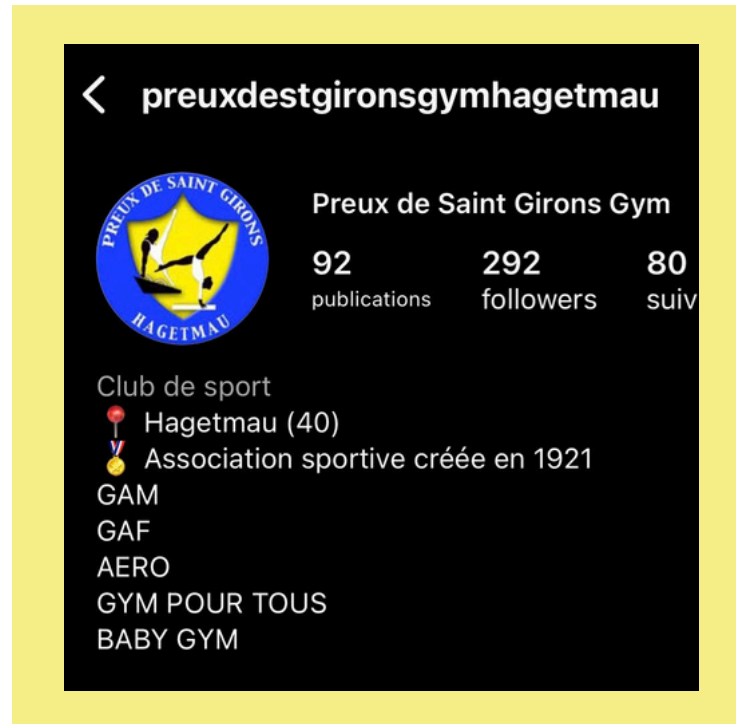 preuxdestgironsgymhagetmau
PREUX DE SAINT GIRONS
HAGETMAU
Preux de Saint Girons Gym
92 292 80
publications followers suiv
Club de sport
Hagetmau (40)
Association sportive créée en 1921
GAM
GAF
AERO
GYM POUR TOUS
BABY GYM